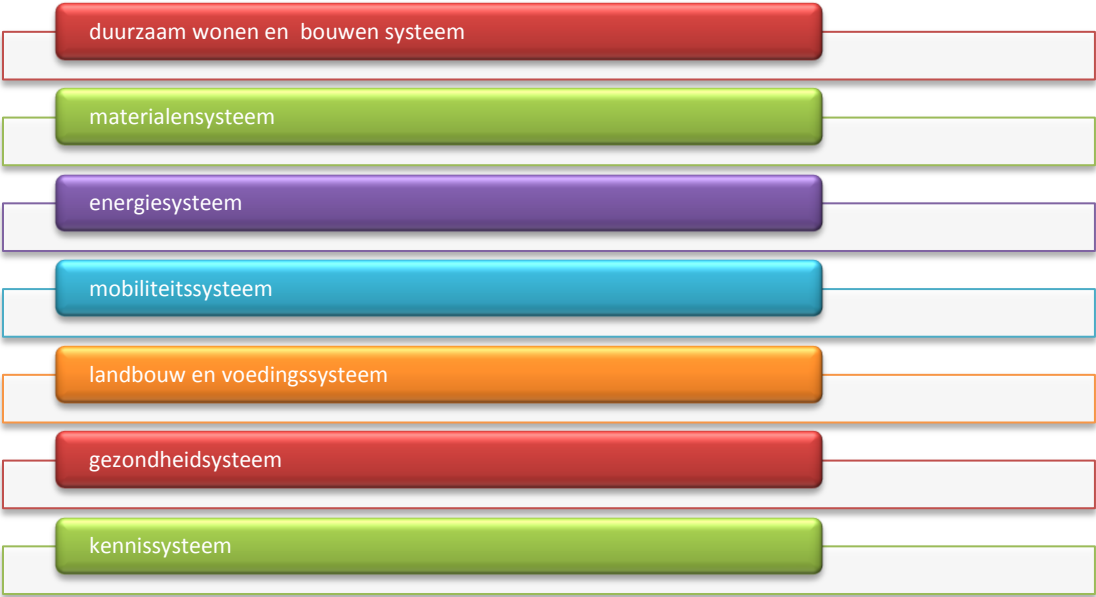 duurzaam wonen en  bouwen systeem
materialensysteem
energiesysteem
mobiliteitssysteem
landbouw en voedingssysteem
gezondheidsysteem
kennissysteem